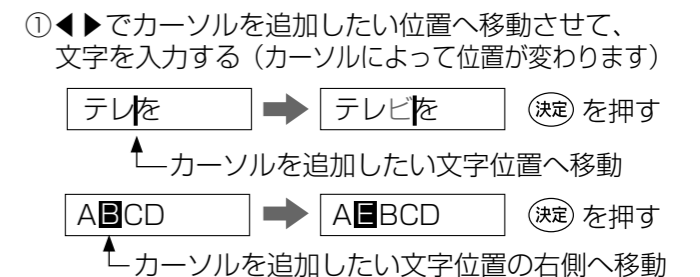 ①◀▶でカーソルを追加したい位置へ移動させて、
文字を入力する（カーソルによって位置が変わります）
テレを ➡ テレビを 決定 を押す
カーソルを追加したい文字位置へ移動
ABCD ➡ AEBCD 決定 を押す
カーソルを追加したい文字位置の右側へ移動